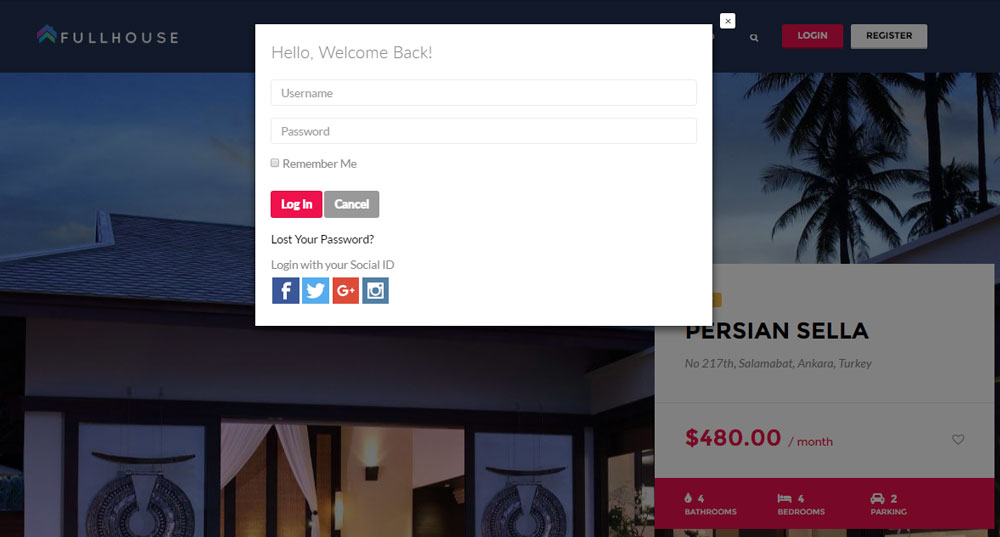 FULLHOUSE
LOGIN
REGISTER
×
Hello, Welcome Back!
Username
Password
Remember Me
Log In
Cancel
Lost Your Password?
Login with your Social ID
f
G+
PERSIAN SELLA
No 217th, Salamabat, Ankara, Turkey
$480.00 / month
4
BATHROOMS
4
BEDROOMS
2
PARKING